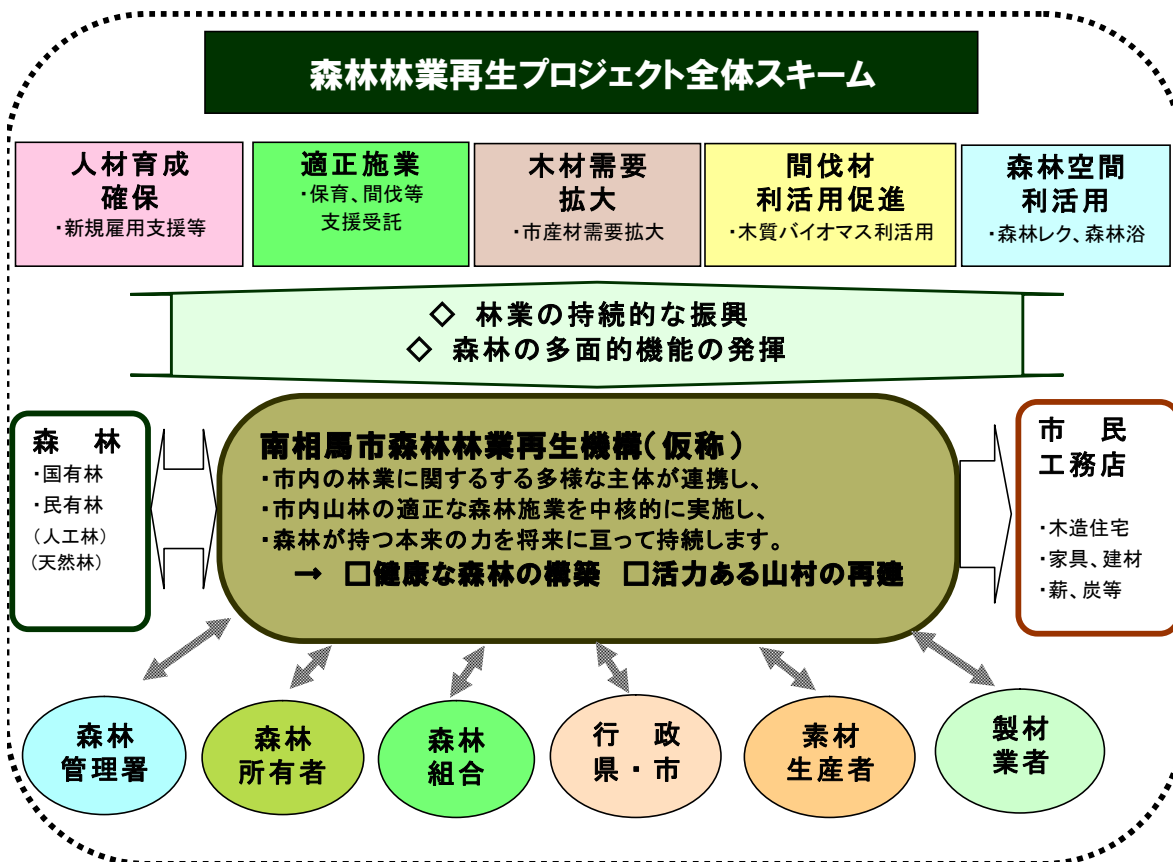 森林林業再生プロジェクト全体スキーム
人材育成
確保
・新規雇用支援等
適正施業
・保育、間伐等
支援受託
木材需要
拡大
・市産材需要拡大
間伐材
利活用促進
・木質バイオマス利活用
森林空間
利活用
・森林レク、森林浴
◇ 林業の持続的な振興
◇ 森林の多面的機能の発揮
森 林
・国有林
・民有林
(人工林)
(天然林)
南相馬市森林林業再生機構(仮称)
・市内の林業に関するする多様な主体が連携し、
・市内山林の適正な森林施業を中核的に実施し、
・森林が持つ本来の力を将来に亘って持続します。
→ □健康な森林の構築 □活力ある山村の再建
市 民
工務店
・木造住宅
・家具、建材
・薪、炭等
森林
管理署
森林
所有者
森林
組合
行 政
県・市
素材
生産者
製材
業者